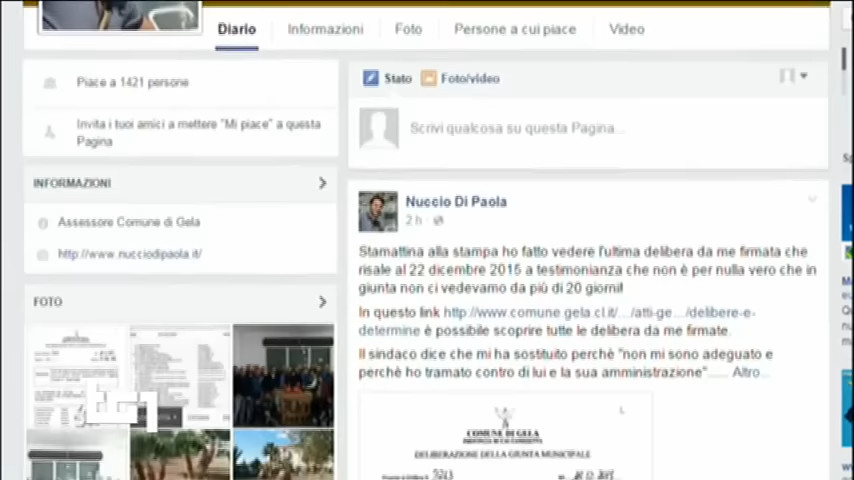 Diario Informazioni Foto Persone a cui piace Video
Piace a 1421 persone
Invita i tuoi amici a mettere "Mi piace" a questa
Pagina
INFORMAZIONI
Assessore Comune di Gela
http://www.nucciodipaola.it/
FOTO
Stato Foto/video
Scrivi qualcosa su questa Pagina...
Nuccio Di Paola
2 h
Stamattina alla stampa ho fatto vedere l'ultima delibera da me firmata che
risale al 22 dicembre 2015 a testimonianza che non è per nulla vero che in
giunta non ci vedevamo da più di 20 giorni!
In questo link http://www.comune.gela.cl.it/.../atti-ge.../delibere-e-
determine è possibile scoprire tutte le delibera da me firmate.
Il sindaco dice che mi ha sostituito perchè "non mi sono adeguato e
perchè ho tramato contro di lui e la sua amministrazione"..... Altro...
COMUNE DI GELA
DELIBERAZIONE DELLA GIUNTA MUNICIPALE